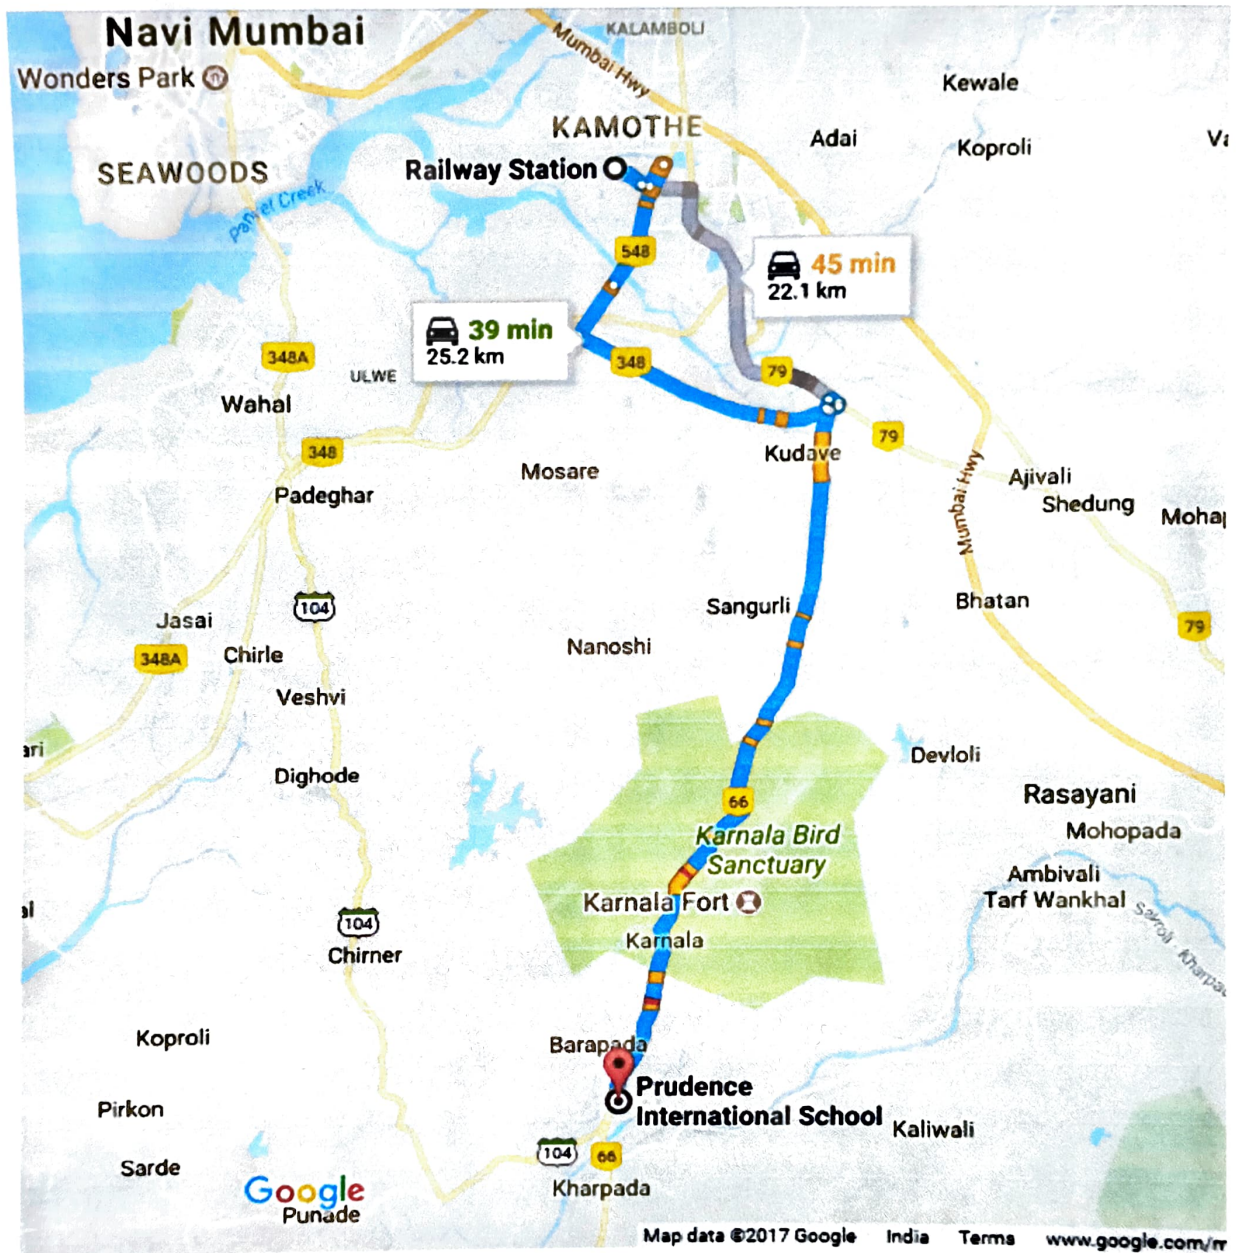 Navi Mumbai
KALAMBOLI
Mumbai Hwy
Wonders Park
Kewale
KAMOTHE
Adai
Koproli
SEAWOODS
Railway Station
Panvel Creek
548
45 min
22.1 km
39 min
25.2 km
348A
348
79
ULWE
Wahal
79
348
Kudave
Mosare
Mumbai Hwy
Ajivali
Padeghar
Shedung
104
Sangurli
Bhatan
Jasai
79
348A
Chirle
Nanoshi
Veshvi
Devloli
Dighode
66
Rasayani
Karnala Bird
Sanctuary
Mohopada
Ambivali
Tarf Wankhal
Karnala Fort
104
Karnala
Chirner
Koproli
Barapada
Prudence
International School
Pirkon
Kaliwali
104
66
Sarde
Kharpada
Google
Punade
Map data ©2017 Google India Terms